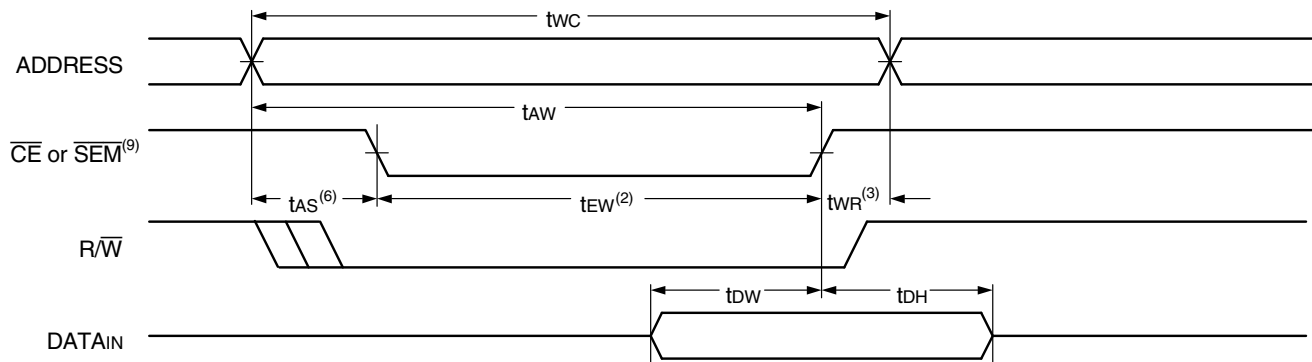 tWC
ADDRESS
tAW
CE or SEM(9)
tAS(6) tEW(2) tWR(3)
R/W
tDW tDH
DATAIN